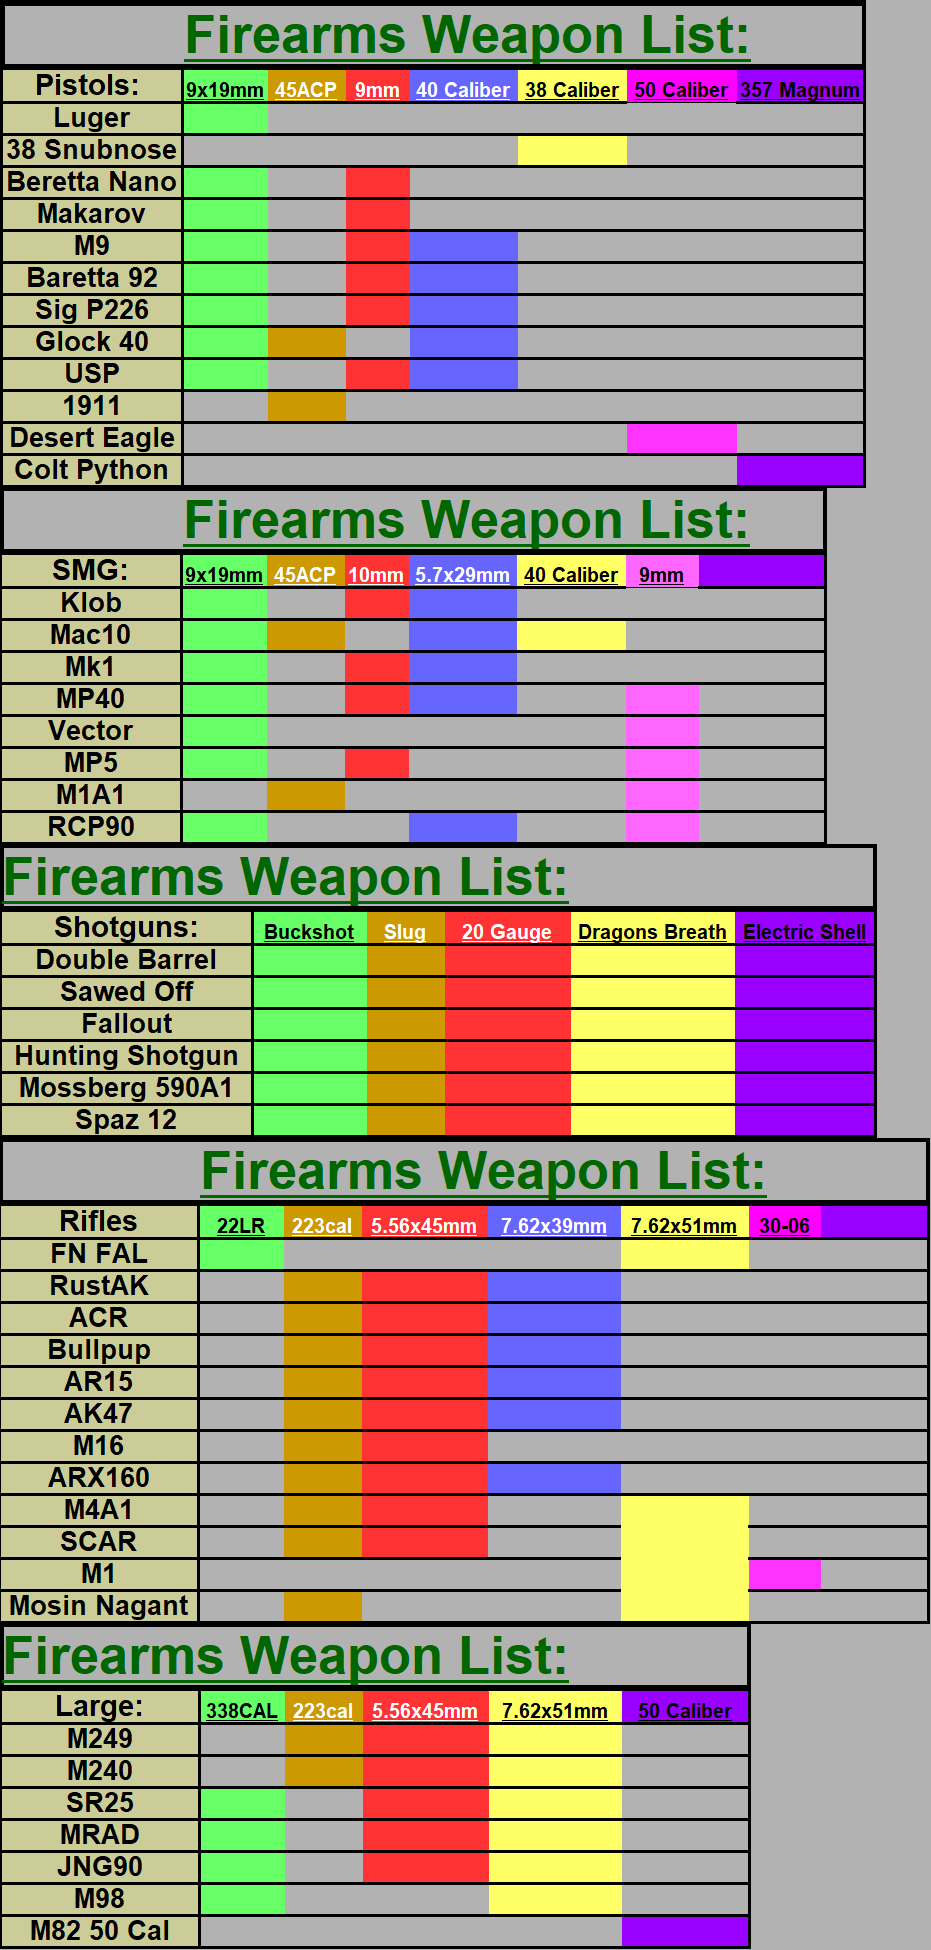 Firearms Weapon List:
Pistols: 9x19mm 45ACP 9mm 40 Caliber 38 Caliber 50 Caliber 357 Magnum
Luger
38 Snubnose
Beretta Nano
Makarov
M9
Baretta 92
Sig P226
Glock 40
USP
1911
Desert Eagle
Colt Python
Firearms Weapon List:
SMG: 9x19mm 45ACP 10mm 5.7x29mm 40 Caliber 9mm
Klob
Mac10
Mk1
MP40
Vector
MP5
M1A1
RCP90
Firearms Weapon List:
Shotguns: Buckshot Slug 20 Gauge Dragons Breath Electric Shell
Double Barrel
Sawed Off
Fallout
Hunting Shotgun
Mossberg 590A1
Spaz 12
Firearms Weapon List:
Rifles 22LR 223cal 5.56x45mm 7.62x39mm 7.62x51mm 30-06
FN FAL
RustAK
ACR
Bullpup
AR15
AK47
M16
ARX160
M4A1
SCAR
M1
Mosin Nagant
Firearms Weapon List:
Large: 338CAL 223cal 5.56x45mm 7.62x51mm 50 Caliber
M249
M240
SR25
MRAD
JNG90
M98
M82 50 Cal